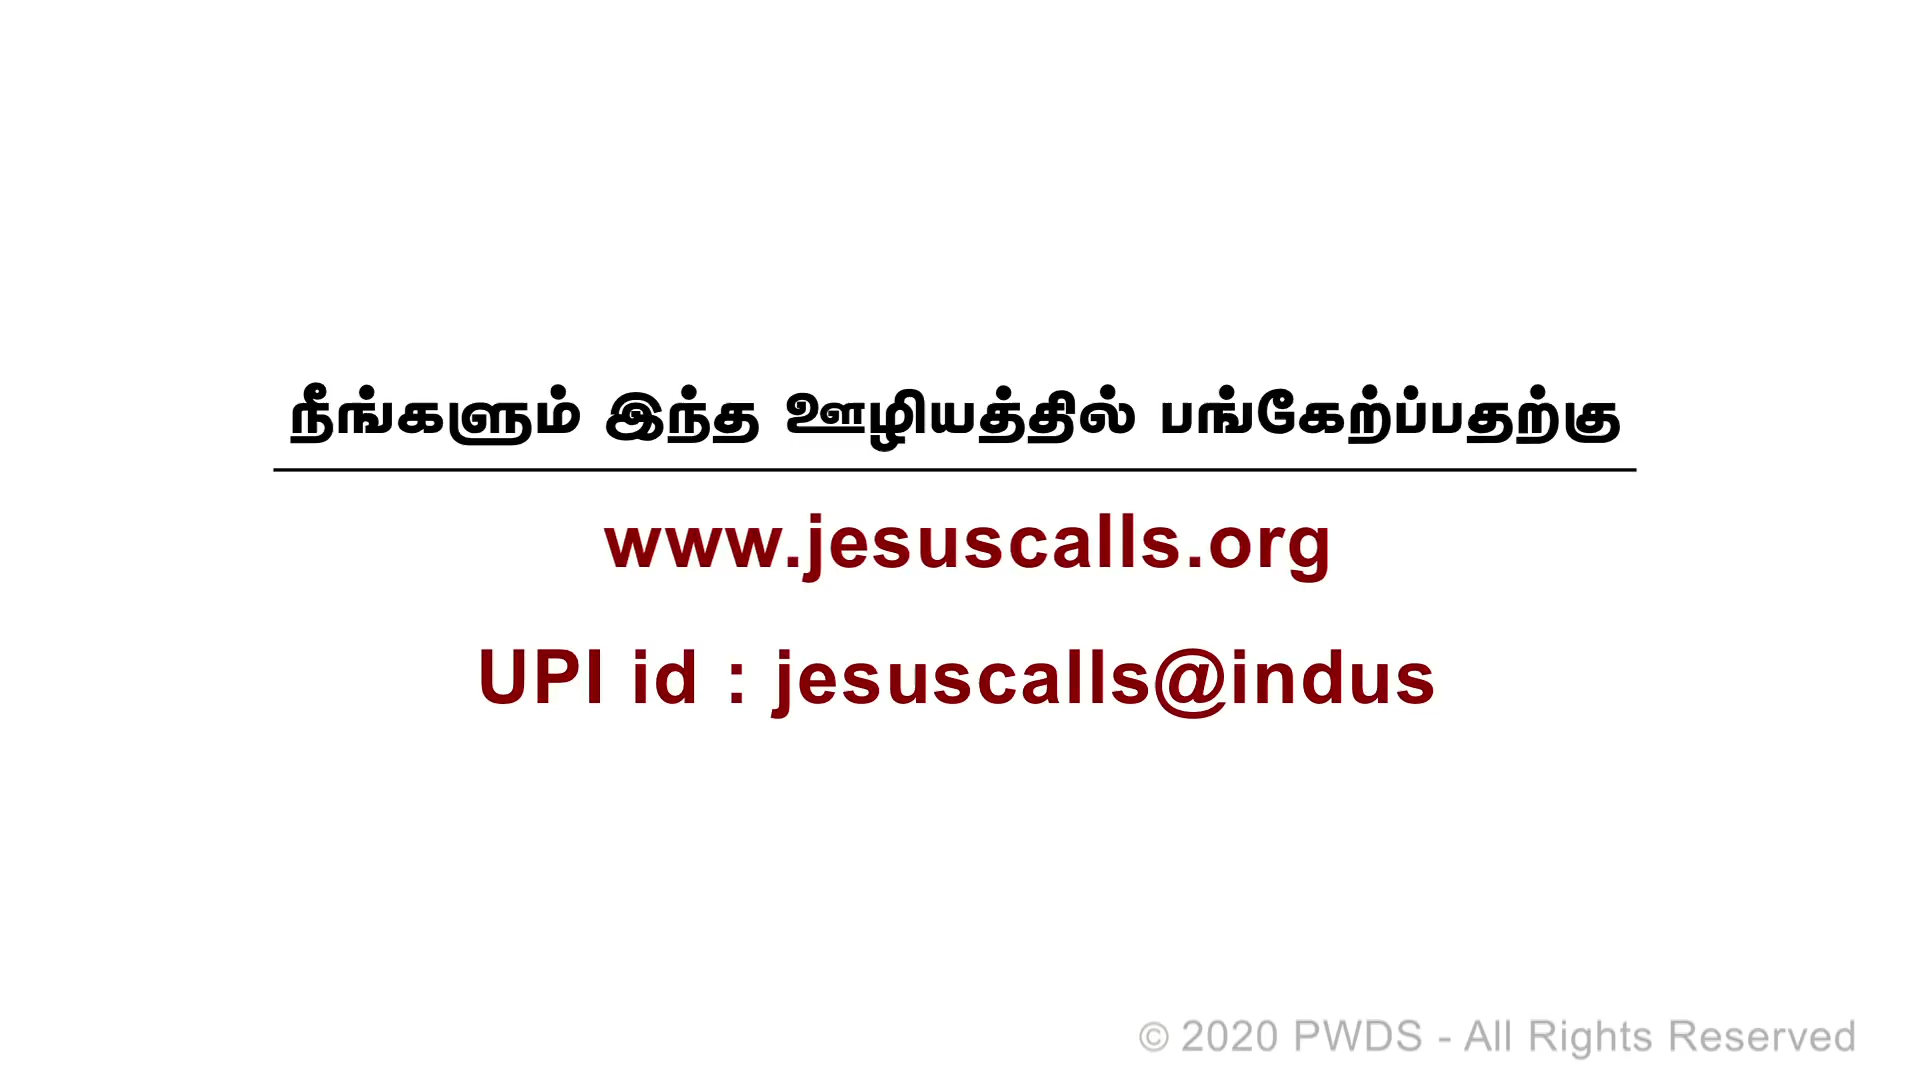 நீங்களும் இந்த ஊழியத்தில் பங்கேற்ப்பதற்கு
www.jesuscalls.org
UPI id : jesuscalls@indus
© 2020 PWDS - All Rights Reserved